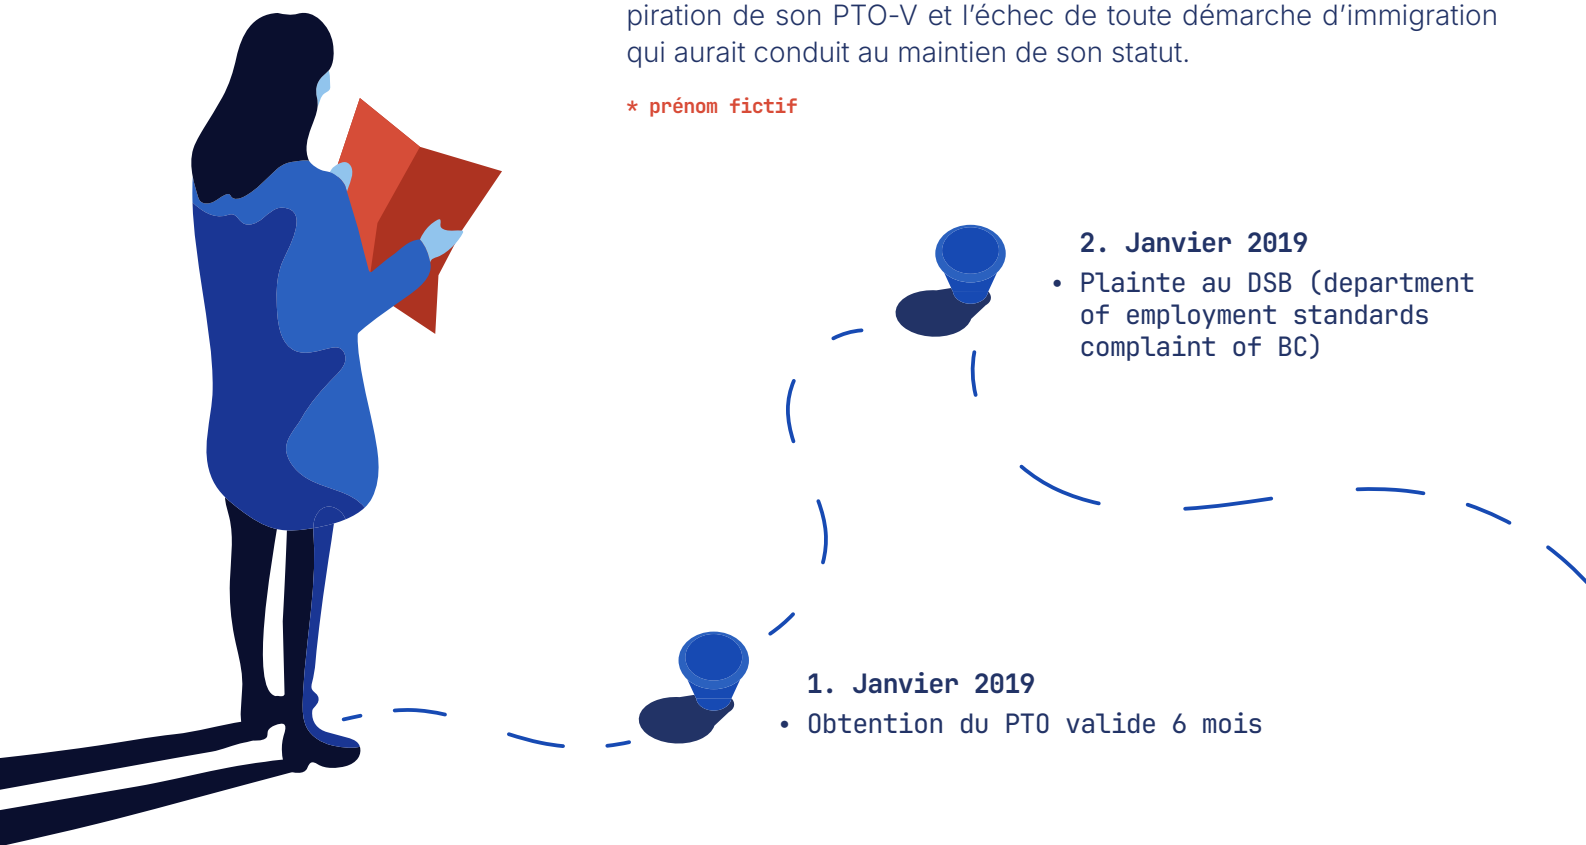 piration de son PTO-V et l’échec de toute démarche d’immigration
qui aurait conduit au maintien de son statut.
* prénom fictif
2. Janvier 2019
• Plainte au DSB (department
of employment standards
complaint of BC)
1. Janvier 2019
• Obtention du PTO valide 6 mois